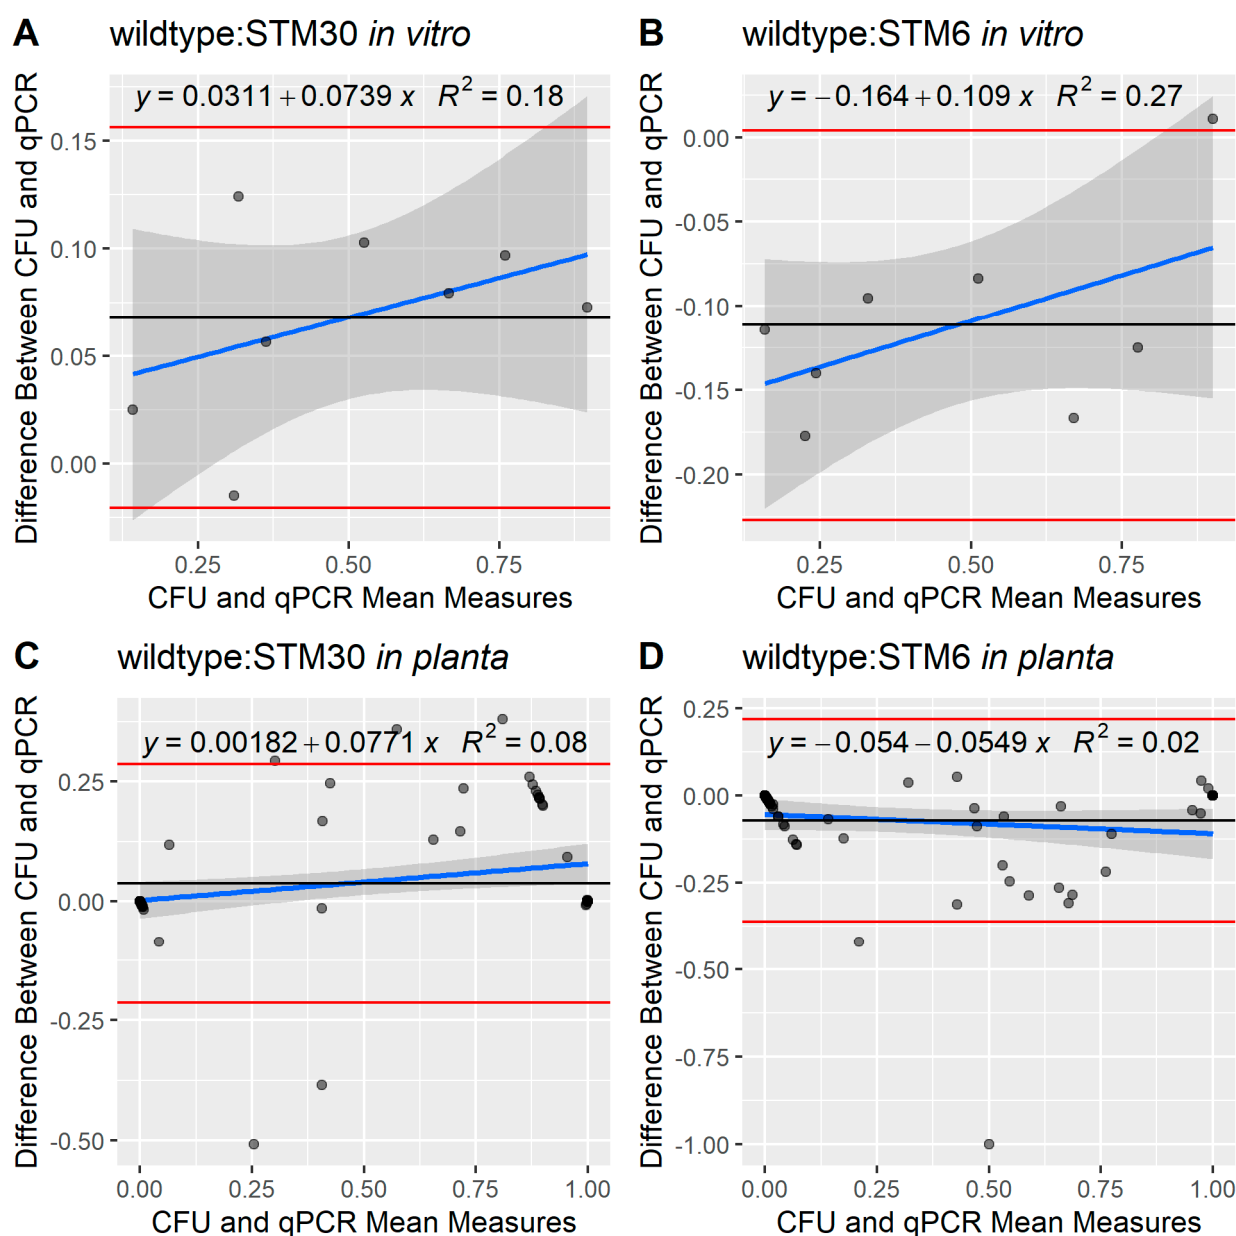 A wildtype:STM30 in vitro
Difference Between CFU and qPCR
y = 0.0311 + 0.0739 x R² = 0.18
0.15
0.10
0.05
0.00
0.25 0.50 0.75
CFU and qPCR Mean Measures
B wildtype:STM6 in vitro
Difference Between CFU and qPCR
y = −0.164 + 0.109 x R² = 0.27
0.00
-0.05
-0.10
-0.15
-0.20
0.25 0.50 0.75
CFU and qPCR Mean Measures
C wildtype:STM30 in planta
Difference Between CFU and qPCR
y = 0.00182 + 0.0771 x R² = 0.08
0.25
0.00
-0.25
-0.50
0.00 0.25 0.50 0.75 1.00
CFU and qPCR Mean Measures
D wildtype:STM6 in planta
Difference Between CFU and qPCR
0.25
y = −0.054 − 0.0549 x R² = 0.02
0.00
-0.25
-0.50
-0.75
-1.00
0.00 0.25 0.50 0.75 1.00
CFU and qPCR Mean Measures